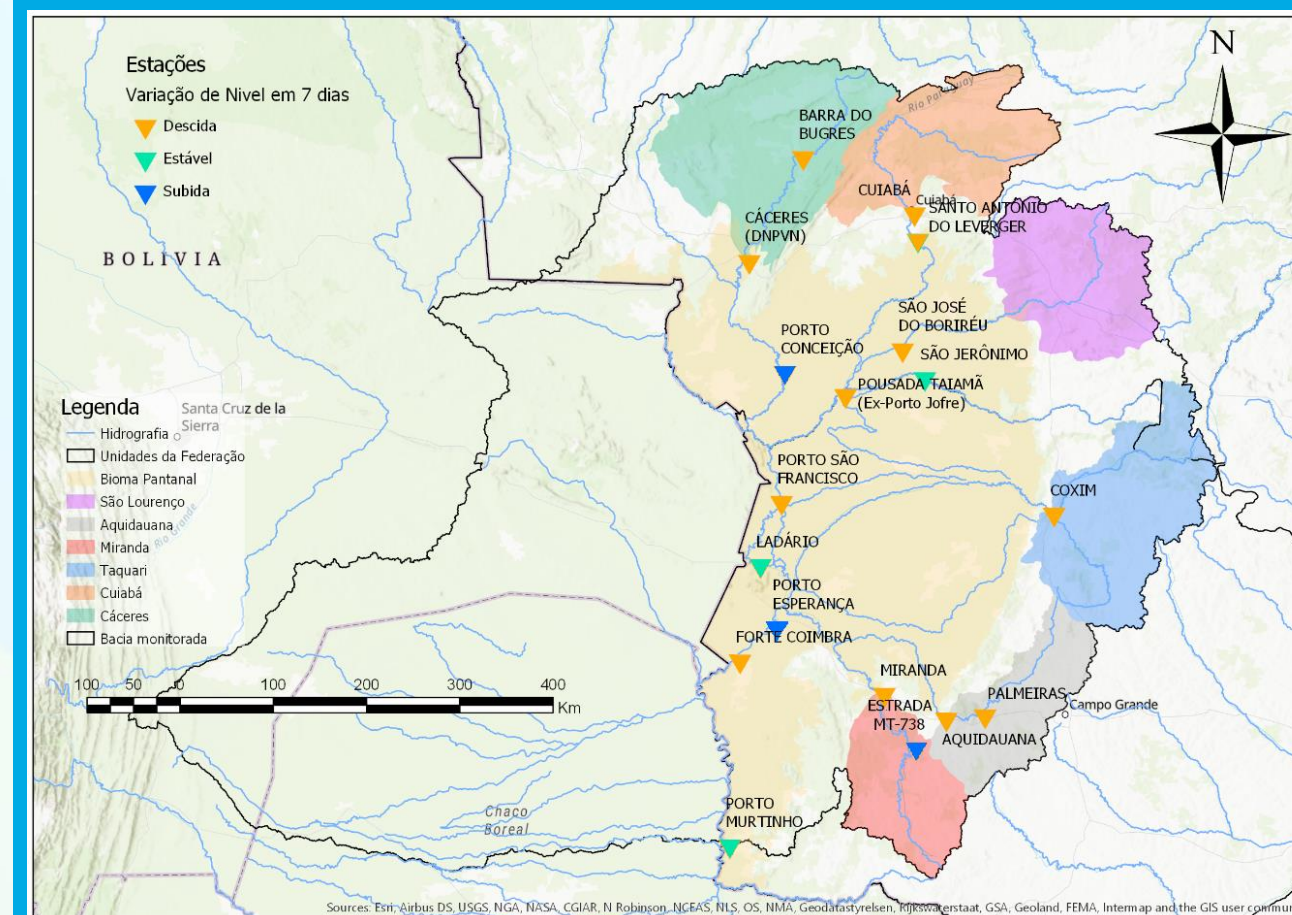 Estações
Variação de Nivel em 7 dias
Descida
Estável
Subida
N
BOLIVIA
Rio Paraguay
BARRA DO
BUGRES
CUIABÁ
Cuiabá
SANTO ANTÔNIO
DO LEVERGER
CÁCERES
(DNPVN)
SÃO JOSÉ
DO BORIRÉU
PORTO
CONCEIÇÃO
SÃO JERÔNIMO
POUSADA TAIAMÃ
(Ex-Porto Jofre)
Legenda
Santa Cruz de la
Sierra
Hidrografia
Unidades da Federação
Bioma Pantanal
São Lourenço
Aquidauana
Miranda
Taquari
Cuiabá
Cáceres
Bacia monitorada
Rio Grande
PORTO SÃO
FRANCISCO
COXIM
LADÁRIO
PORTO
ESPERANÇA
FORTE COIMBRA
MIRANDA
ESTRADA
MT-738
PALMEIRAS
Campo Grande
AQUIDAUANA
100 50 0 100 200 300 400
Km
Chaco
Boreal
PORTO
MURTINHO
Sources: Esri, Airbus DS, USGS, NGA, NASA, CGIAR, N Robinson, NCEAS, NLS, OS, NMA, Geodatastyrelsen, Rijkswaterstaat, GSA, Geoland, FEMA, Intermap and the GIS user commun